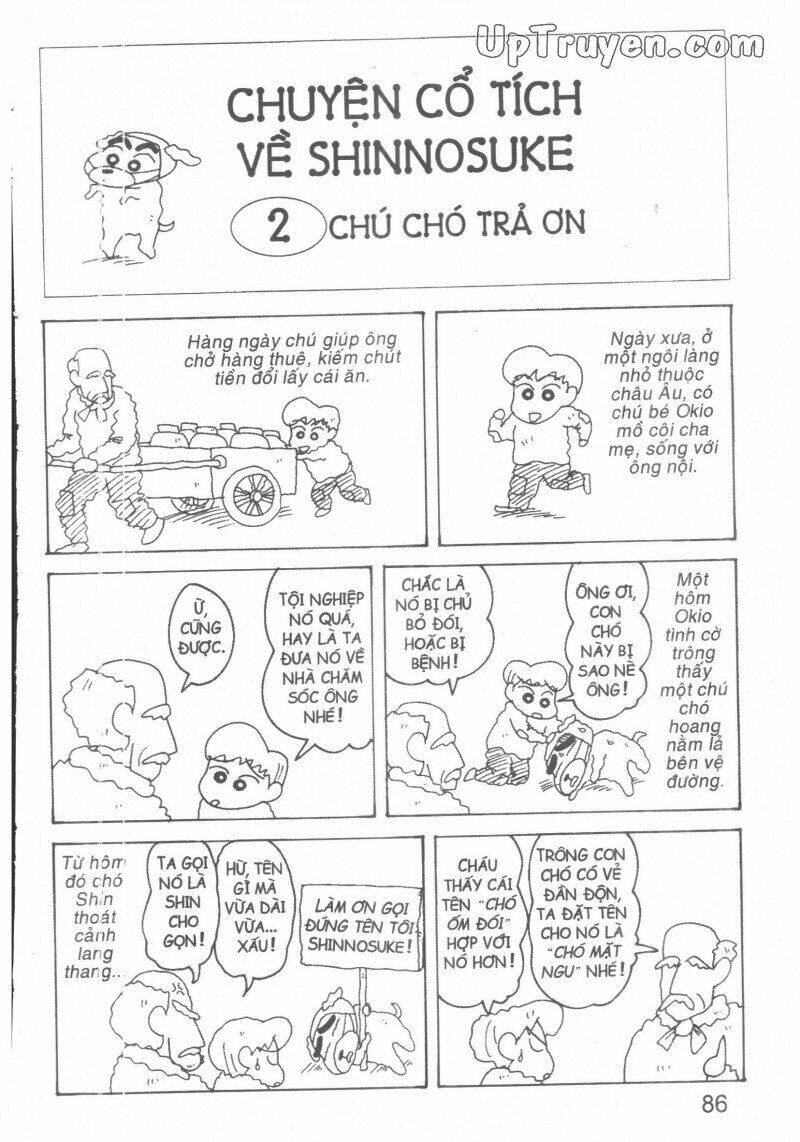 UpTruyen.com
CHUYỆN CỔ TÍCH
VỀ SHINNOSUKE
2 CHÚ CHÓ TRẢ ƠN
Ngày xưa, ở
một ngôi làng
nhỏ thuộc
châu Âu, có
chú bé Okio
mồ côi cha
mẹ, sống với
ông nội.
Hàng ngày chú giúp ông
chở hàng thuê, kiếm chút
tiền đổi lấy cái ăn.
Một
hôm
Okio
tình cờ
trông
thấy
một chú
chó
hoang
nằm lả
bên vệ
đường.
ÔNG ƠI,
CON
CHÓ
NÀY BỊ
SAO NÈ
ÔNG!
CHẮC LÀ
NÓ BỊ CHỦ
BỎ ĐÓI,
HOẶC BỊ
BỆNH!
TỘI NGHIỆP
NÓ QUÁ,
HAY LÀ TA
ĐƯA NÓ VỀ
NHÀ CHĂM
SÓC ÔNG
NHÉ!
Ừ,
CŨNG
ĐƯỢC.
TRÔNG CON
CHÓ CÓ VẺ
ĐẦN ĐỘN,
TA ĐẶT TÊN
CHO NÓ LÀ
"CHÓ MẶT
NGU" NHÉ!
CHÁU
THẤY CÁI
TÊN "CHÓ
ỐM ĐÓI"
HỢP VỚI
NÓ HƠN!
LÀM ƠN GỌI
ĐÚNG TÊN TÔI
SHINNOSUKE!
HỪ, TÊN
GÌ MÀ
VỪA DÀI
VỪA...
XẤU!
TA GỌI
NÓ LÀ
SHIN
CHO
GỌN!
Từ hôm
đó chó
Shin
thoát
cảnh
lang
thang...
86